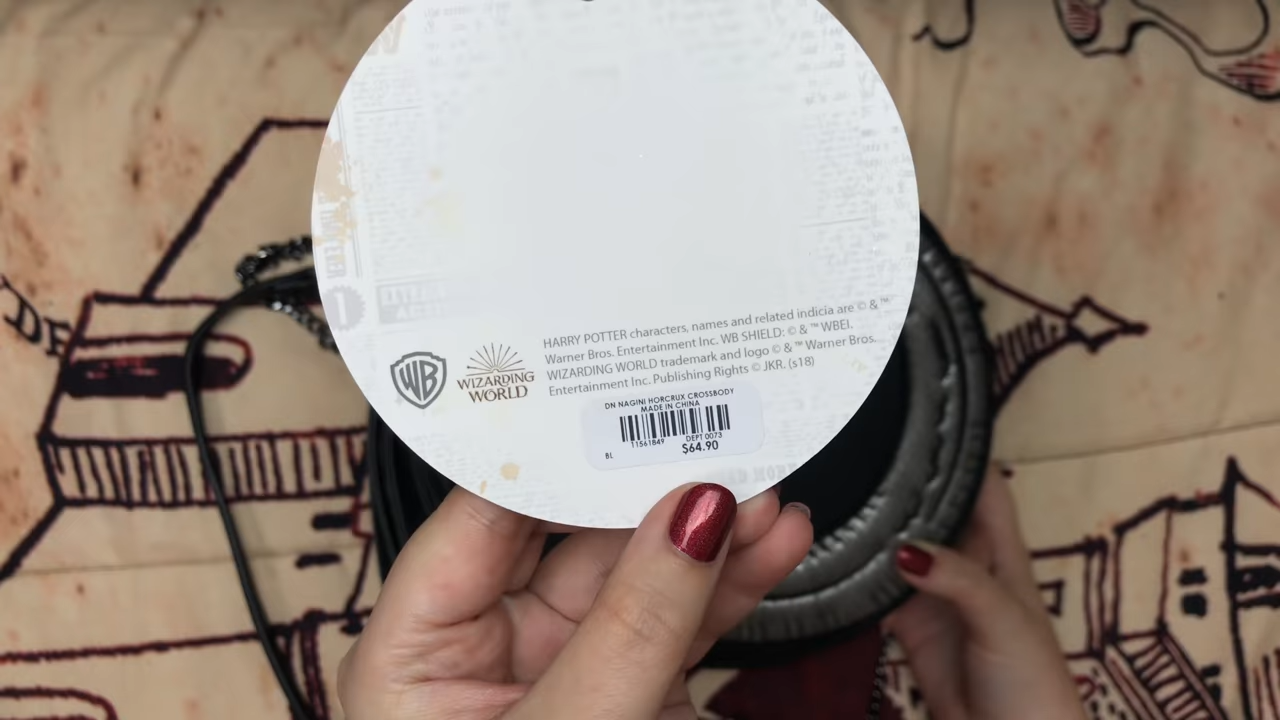 DE
HARRY POTTER characters, names and related indicia are © & ™
Warner Bros. Entertainment Inc. WB SHIELD: © & ™ WBEI.
WIZARDING WORLD trademark and logo © & ™ Warner Bros.
Entertainment Inc. Publishing Rights © JKR. (s18)
WB
WIZARDING
WORLD
DN NAGINI HORCRUX CROSSBODY
MADE IN CHINA
11561849 DEPT 0073
BL $64.90